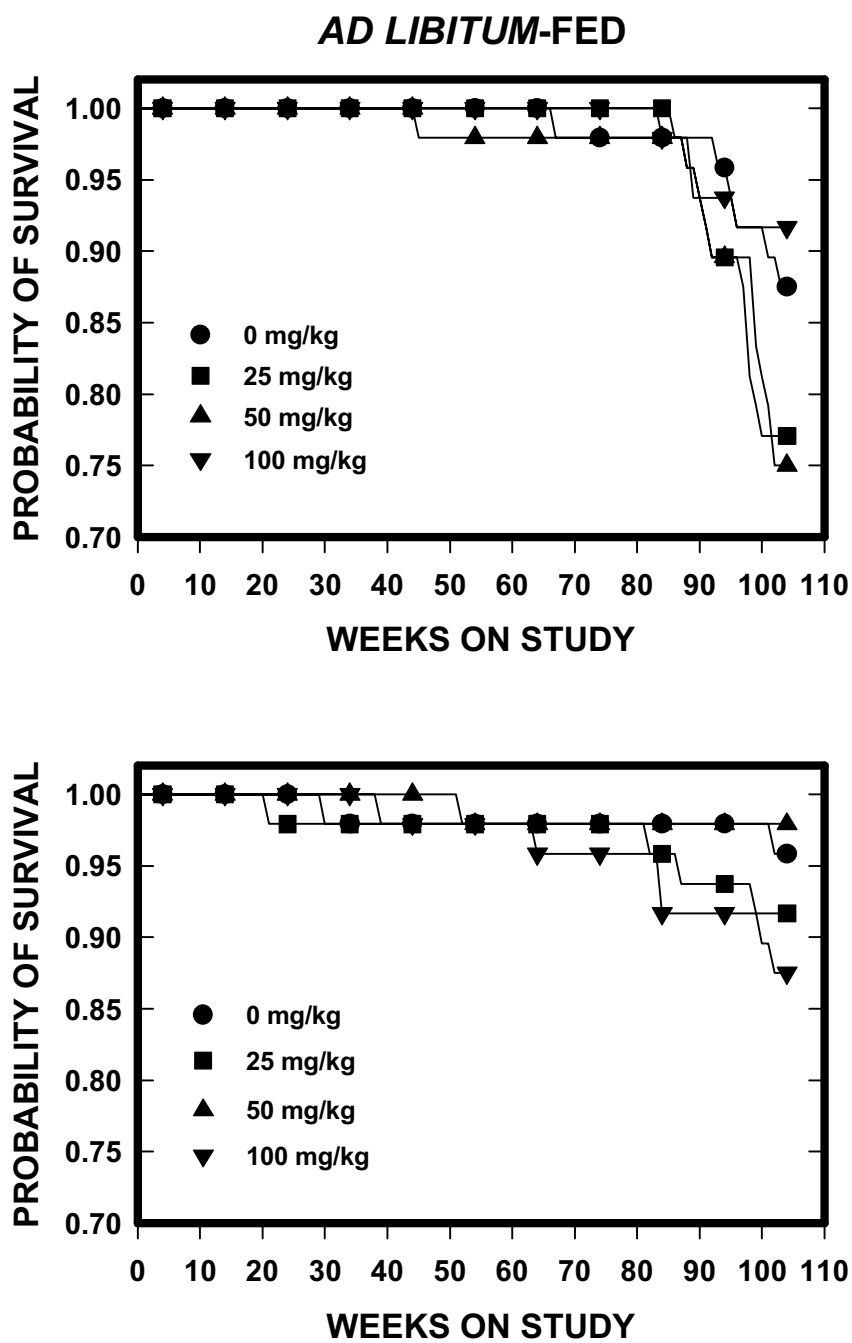 AD LIBITUM-FED
PROBABILITY OF SURVIVAL
1.00
0.95
0.90
0.85
0.80
0.75
0.70
0 mg/kg
25 mg/kg
50 mg/kg
100 mg/kg
0 10 20 30 40 50 60 70 80 90 100 110
WEEKS ON STUDY
PROBABILITY OF SURVIVAL
1.00
0.95
0.90
0.85
0.80
0.75
0.70
0 mg/kg
25 mg/kg
50 mg/kg
100 mg/kg
0 10 20 30 40 50 60 70 80 90 100 110
WEEKS ON STUDY